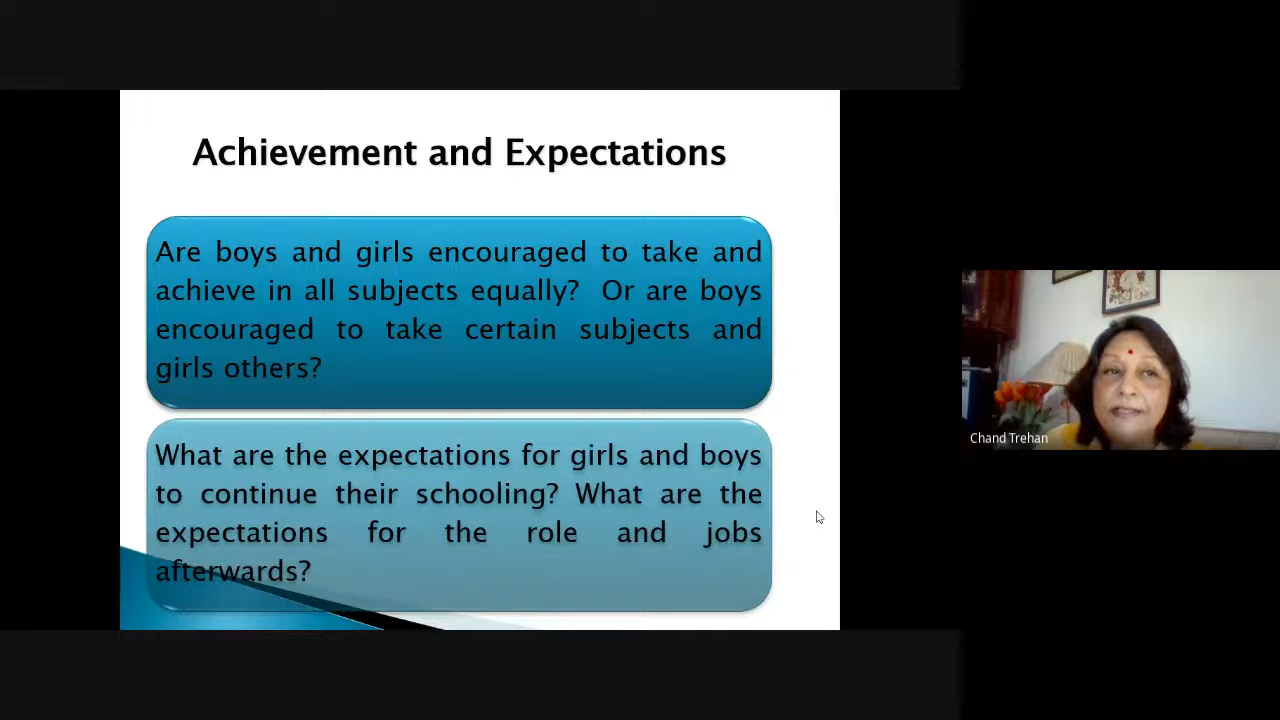 Achievement and Expectations
Are boys and girls encouraged to take and
achieve in all subjects equally? Or are boys
encouraged to take certain subjects and
girls others?
What are the expectations for girls and boys
to continue their schooling? What are the
expectations for the role and jobs
afterwards?
Chand Trehan